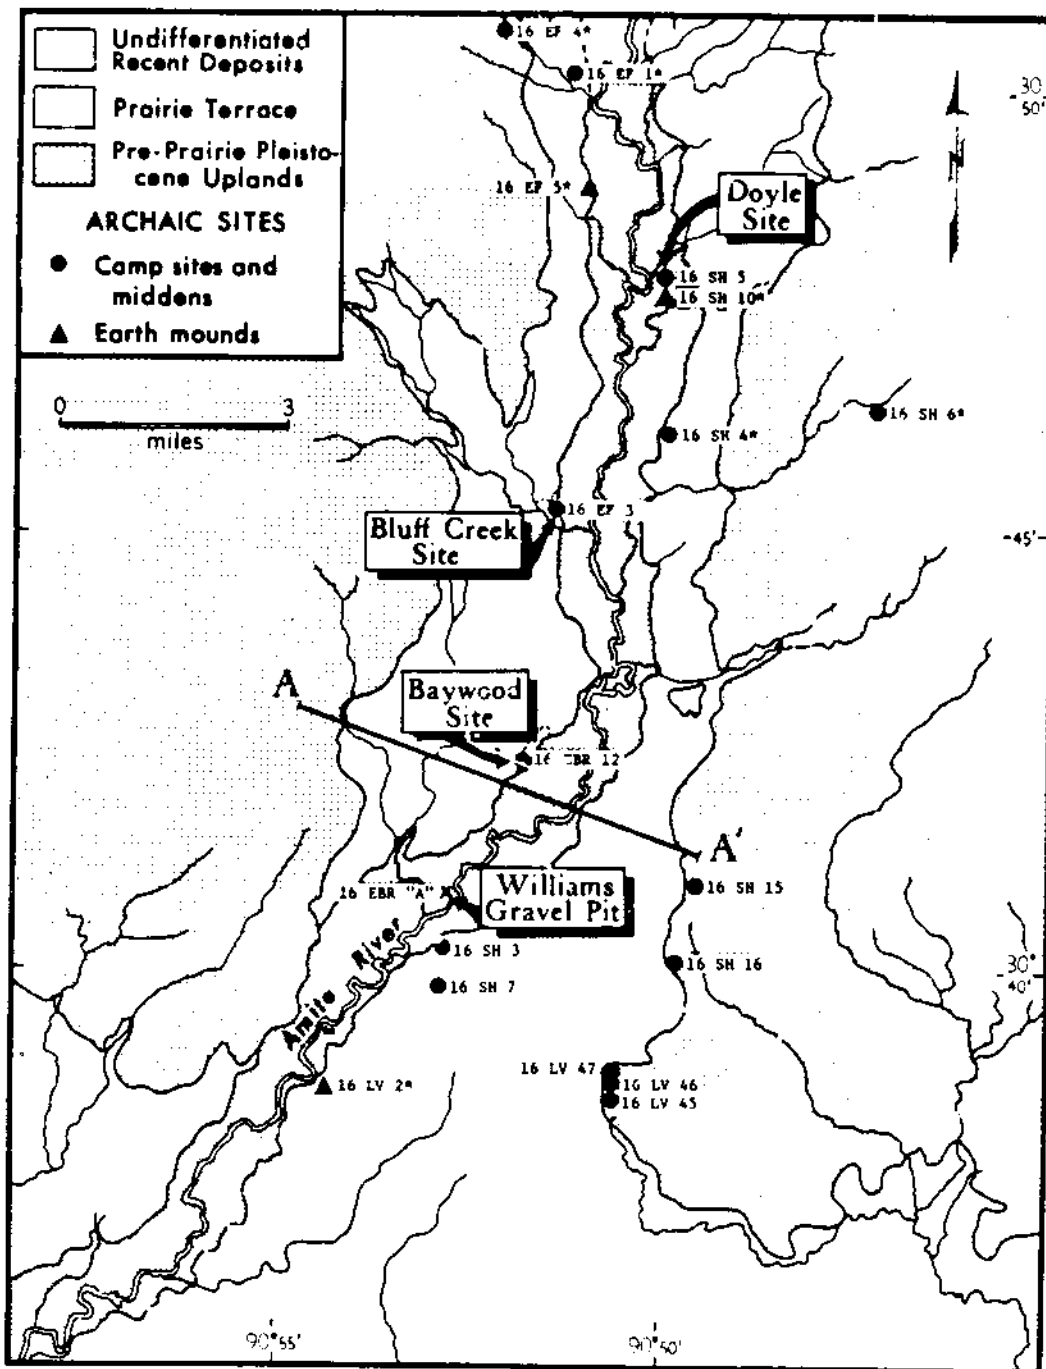 Undifferentiated
Recent Deposits
Prairie Terrace
Pre-Prairie Pleisto-
cene Uplands
ARCHAIC SITES
Camp sites and
middens
Earth mounds
0 3
miles
16 EF 4*
16 EF 1*
30
50'
N
16 EF 5*
Doyle
Site
16 SH 5
16 SH 10*
16 SH 6*
16 SH 4*
16 EF 3
Bluff Creek
Site
45'
A
Baywood
Site
16 EBR 12
A'
16 EBR "A"
Williams
Gravel Pit
16 SH 15
Amite River
16 SH 3
16 SH 16
30°
40'
16 SH 7
16 LV 47
16 LV 46
16 LV 45
16 LV 2*
90°55'
90°50'